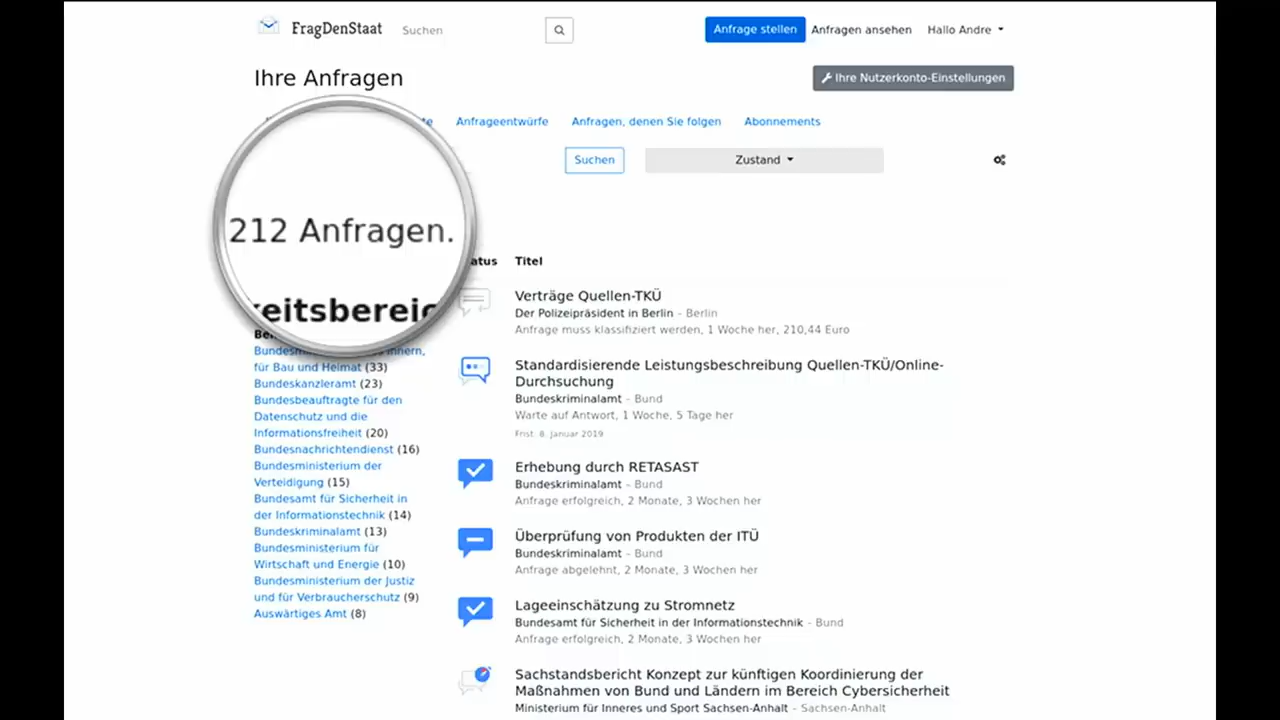 FragDenStaat
Suchen
Anfrage stellen
Anfragen ansehen
Hallo Andre
Ihre Anfragen
Ihre Nutzerkonto-Einstellungen
Anfrageentwürfe
Anfragen, denen Sie folgen
Abonnements
Suchen
Zustand
212 Anfragen.
Titel
für Bau und Heimat (33)
Bundeskanzleramt (23)
Bundesbeauftragte für den
Datenschutz und die
Informationsfreiheit (20)
Bundesnachrichtendienst (16)
Bundesministerium der
Verteidigung (15)
Bundesamt für Sicherheit in
der Informationstechnik (14)
Bundeskriminalamt (13)
Bundesministerium für
Wirtschaft und Energie (10)
Bundesministerium der Justiz
und für Verbraucherschutz (9)
Auswärtiges Amt (8)
Verträge Quellen-TKÜ
Der Polizeipräsident in Berlin – Berlin
Anfrage muss klassifiziert werden, 1 Woche her, 210,44 Euro
Standardisierende Leistungsbeschreibung Quellen-TKÜ/Online-
Durchsuchung
Bundeskriminalamt – Bund
Warte auf Antwort, 1 Woche, 5 Tage her
Frist: 8. Januar 2019
Erhebung durch RETASAST
Bundeskriminalamt – Bund
Anfrage erfolgreich, 2 Monate, 3 Wochen her
Überprüfung von Produkten der ITÜ
Bundeskriminalamt – Bund
Anfrage abgelehnt, 2 Monate, 3 Wochen her
Lageeinschätzung zu Stromnetz
Bundesamt für Sicherheit in der Informationstechnik – Bund
Anfrage erfolgreich, 2 Monate, 3 Wochen her
Sachstandsbericht Konzept zur künftigen Koordinierung der
Maßnahmen von Bund und Ländern im Bereich Cybersicherheit
Ministerium für Inneres und Sport Sachsen-Anhalt – Sachsen-Anhalt